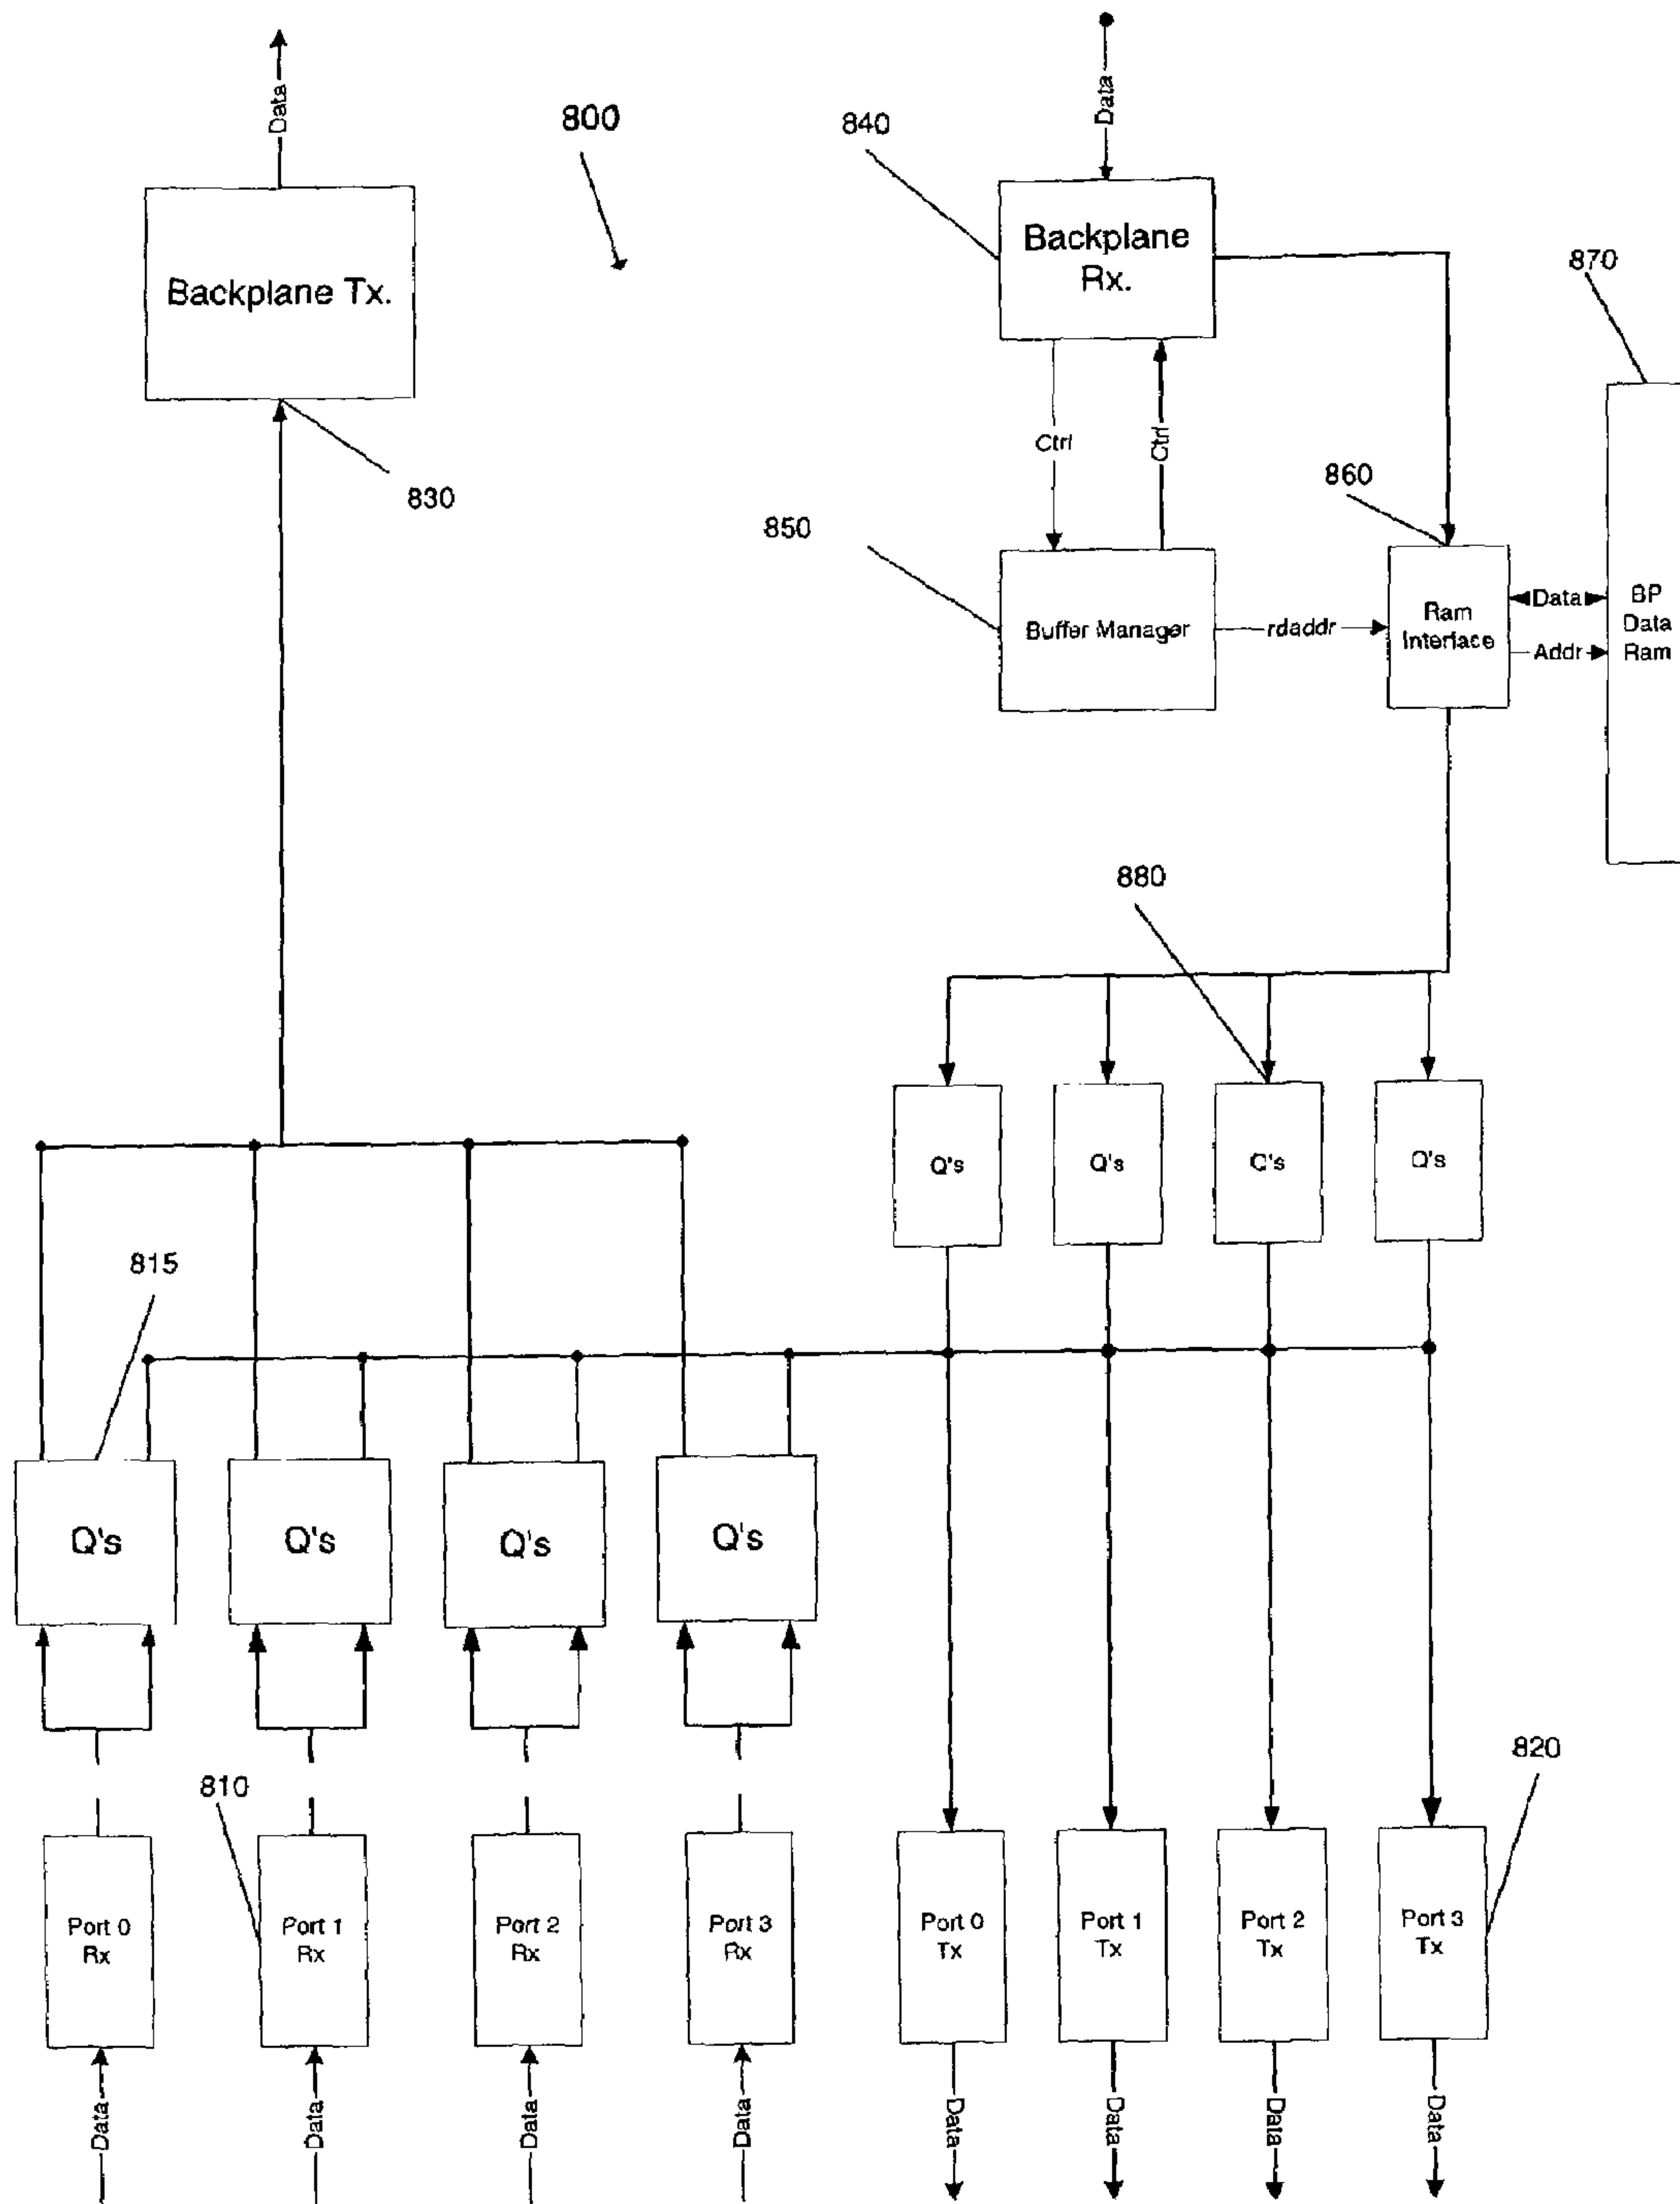 Data
800
840
Data
Backplane Tx.
Backplane
Rx.
870
830
Ctrl
Ctrl
860
850
Buffer Manager
rdaddr
Ram
Interface
Data
Addr
BP
Data
Ram
880
Q's
Q's
Q's
Q's
815
Q's
Q's
Q's
Q's
810
820
Port 0
Rx
Port 1
Rx
Port 2
Rx
Port 3
Rx
Port 0
Tx
Port 1
Tx
Port 2
Tx
Port 3
Tx
Data
Data
Data
Data
Data
Data
Data
Data